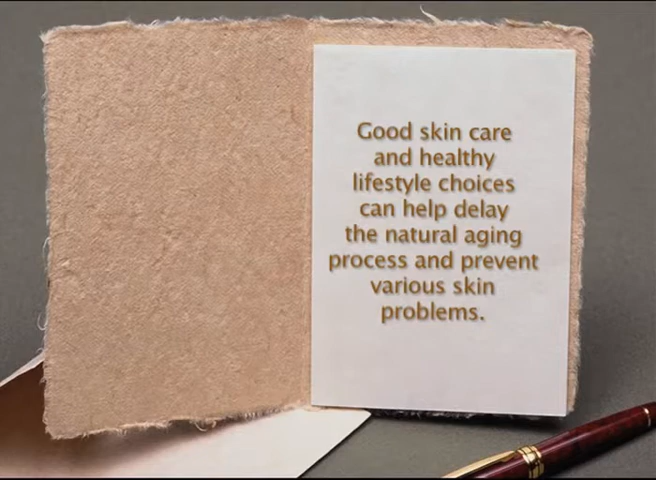 Good skin care
and healthy
lifestyle choices
can help delay
the natural aging
process and prevent
various skin
problems.